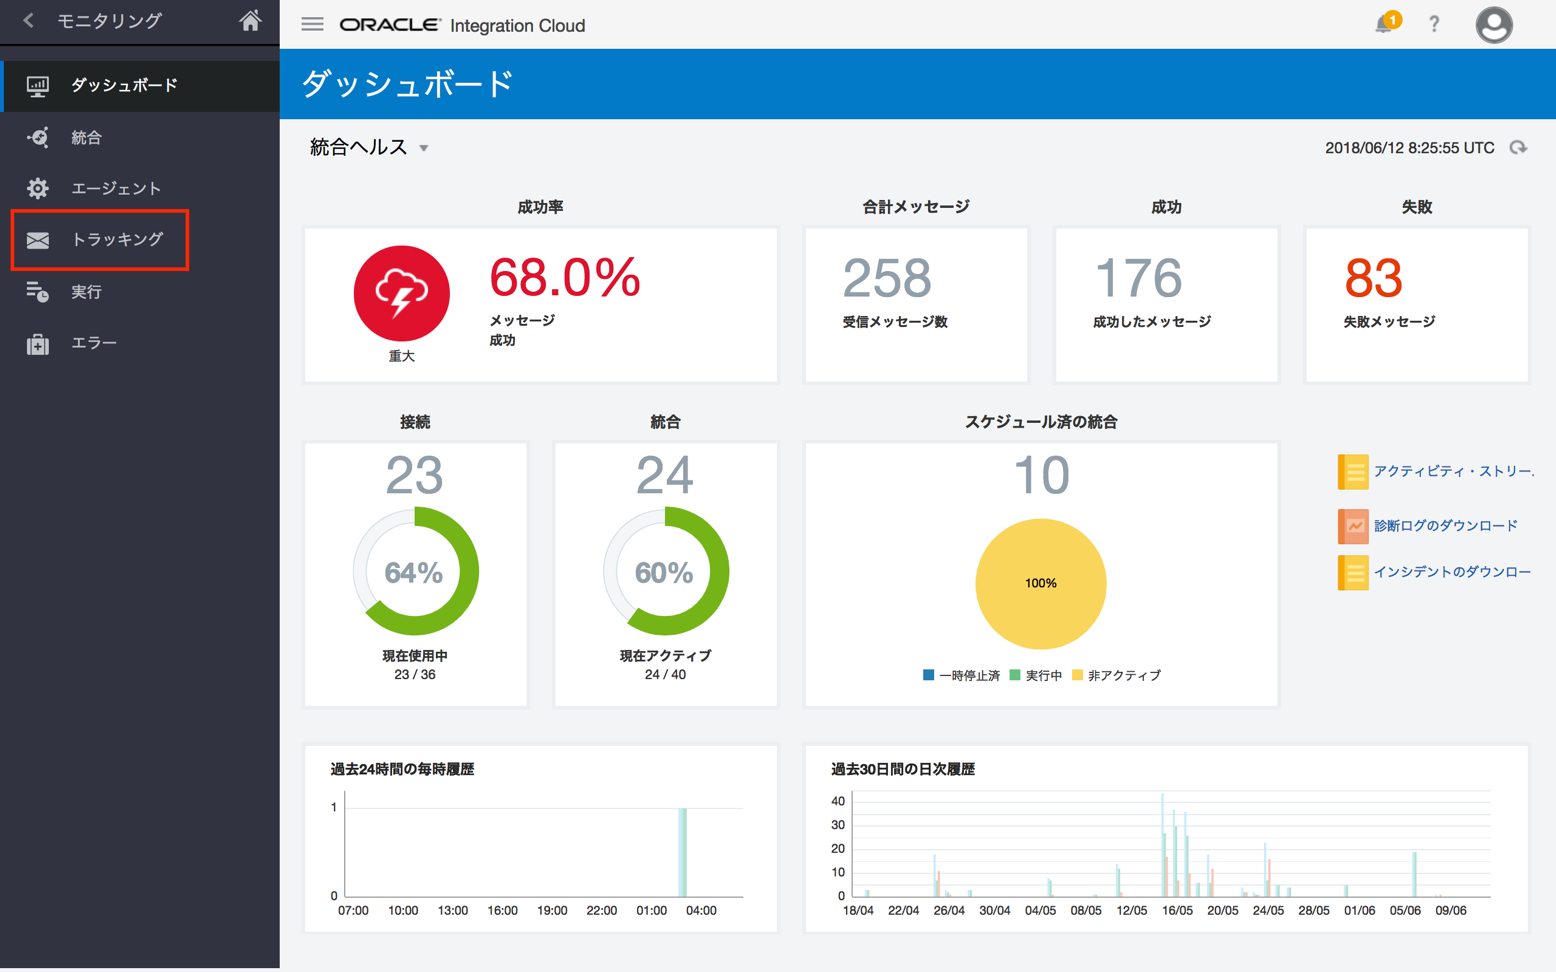 モニタリング
ORACLE® Integration Cloud
1
?
ダッシュボード
統合
エージェント
トラッキング
実行
エラー
ダッシュボード
統合ヘルス
2018/06/12 8:25:55 UTC
成功率
合計メッセージ
成功
失敗
68.0%
メッセージ
成功
重大
258
受信メッセージ数
176
成功したメッセージ
83
失敗メッセージ
接続
統合
スケジュール済の統合
23
64%
現在使用中
23 / 36
24
60%
現在アクティブ
24 / 40
10
100%
一時停止済 実行中 非アクティブ
アクティビティ・ストリー.
診断ログのダウンロード
インシデントのダウンロー
過去24時間の毎時履歴
1
0
07:00 10:00 13:00 16:00 19:00 22:00 01:00 04:00
過去30日間の日次履歴
40
30
20
10
0
18/04 22/04 26/04 30/04 04/05 08/05 12/05 16/05 20/05 24/05 28/05 01/06 05/06 09/06